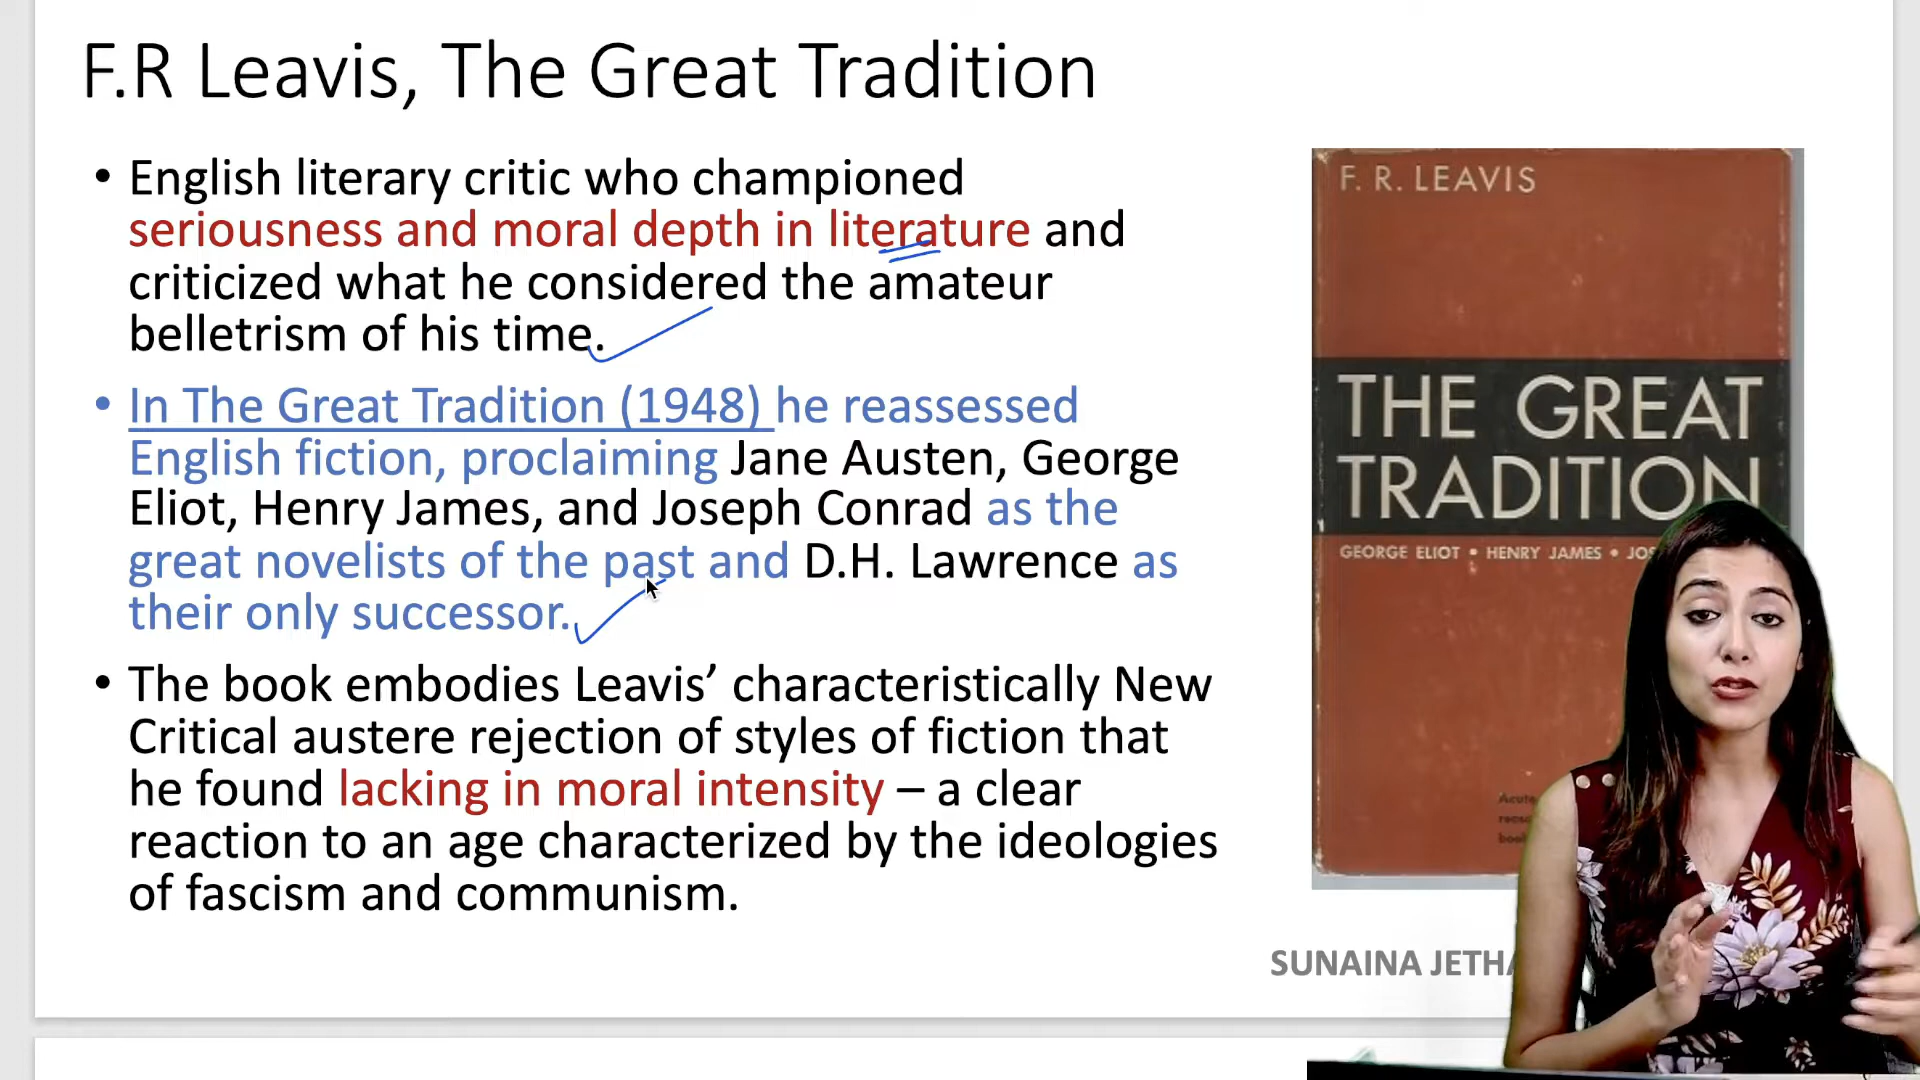 F.R Leavis, The Great Tradition
• English literary critic who championed
seriousness and moral depth in literature and
criticized what he considered the amateur
belletrism of his time.
• In The Great Tradition (1948) he reassessed
English fiction, proclaiming Jane Austen, George
Eliot, Henry James, and Joseph Conrad as the
great novelists of the past and D.H. Lawrence as
their only successor.
• The book embodies Leavis’ characteristically New
Critical austere rejection of styles of fiction that
he found lacking in moral intensity – a clear
reaction to an age characterized by the ideologies
of fascism and communism.
F. R. LEAVIS
THE GREAT
TRADITION
GEORGE ELIOT • HENRY JAMES •
SUNAINA